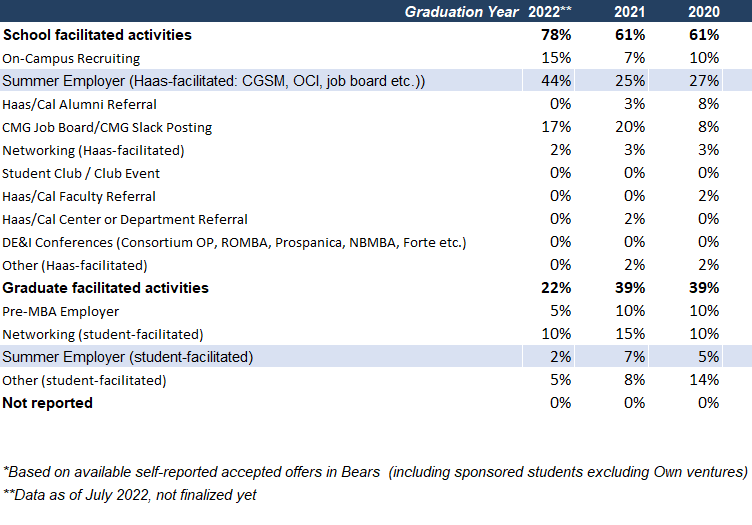 Graduation Year 2022** 2021 2020
School facilitated activities 78% 61% 61%
On-Campus Recruiting 15% 7% 10%
Summer Employer (Haas-facilitated: CGSM, OCI, job board etc.)) 44% 25% 27%
Haas/Cal Alumni Referral 0% 3% 8%
CMG Job Board/CMG Slack Posting 17% 20% 8%
Networking (Haas-facilitated) 2% 3% 3%
Student Club / Club Event 0% 0% 0%
Haas/Cal Faculty Referral 0% 0% 2%
Haas/Cal Center or Department Referral 0% 2% 0%
DE&I Conferences (Consortium OP, ROMBA, Prospanica, NBMBA, Forte etc.) 0% 0% 0%
Other (Haas-facilitated) 0% 2% 2%
Graduate facilitated activities 22% 39% 39%
Pre-MBA Employer 5% 10% 10%
Networking (student-facilitated) 10% 15% 10%
Summer Employer (student-facilitated) 2% 7% 5%
Other (student-facilitated) 5% 8% 14%
Not reported 0% 0% 0%
*Based on available self-reported accepted offers in Bears (including sponsored students excluding Own ventures)
**Data as of July 2022, not finalized yet